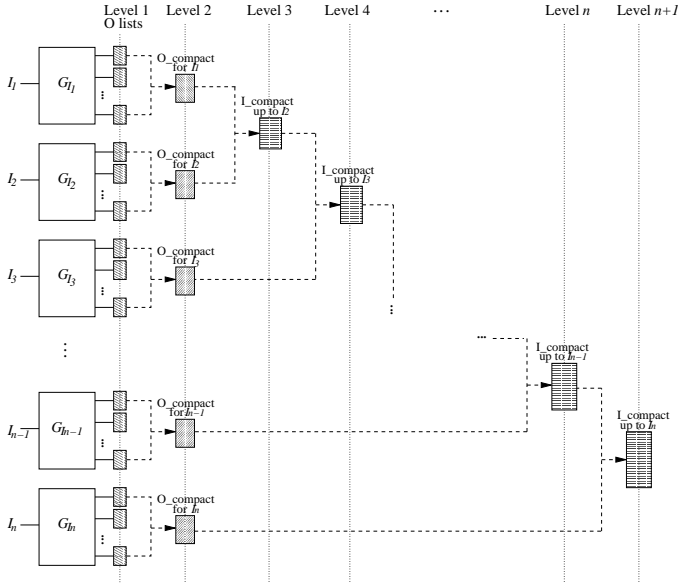 Level 1 Level 2 Level 3 Level 4 ... Level n Level n+1
O lists
I1 GI1 ...
O_compact
for I1
I_compact
up to I2
I2 GI2 ...
O_compact
for I2
I_compact
up to I3
I3 GI3 ...
O_compact
for I3
...
...
...
I_compact
up to In−1
In−1 GIn−1 ...
O_compact
for In−1
I_compact
up to In
In GIn ...
O_compact
for In